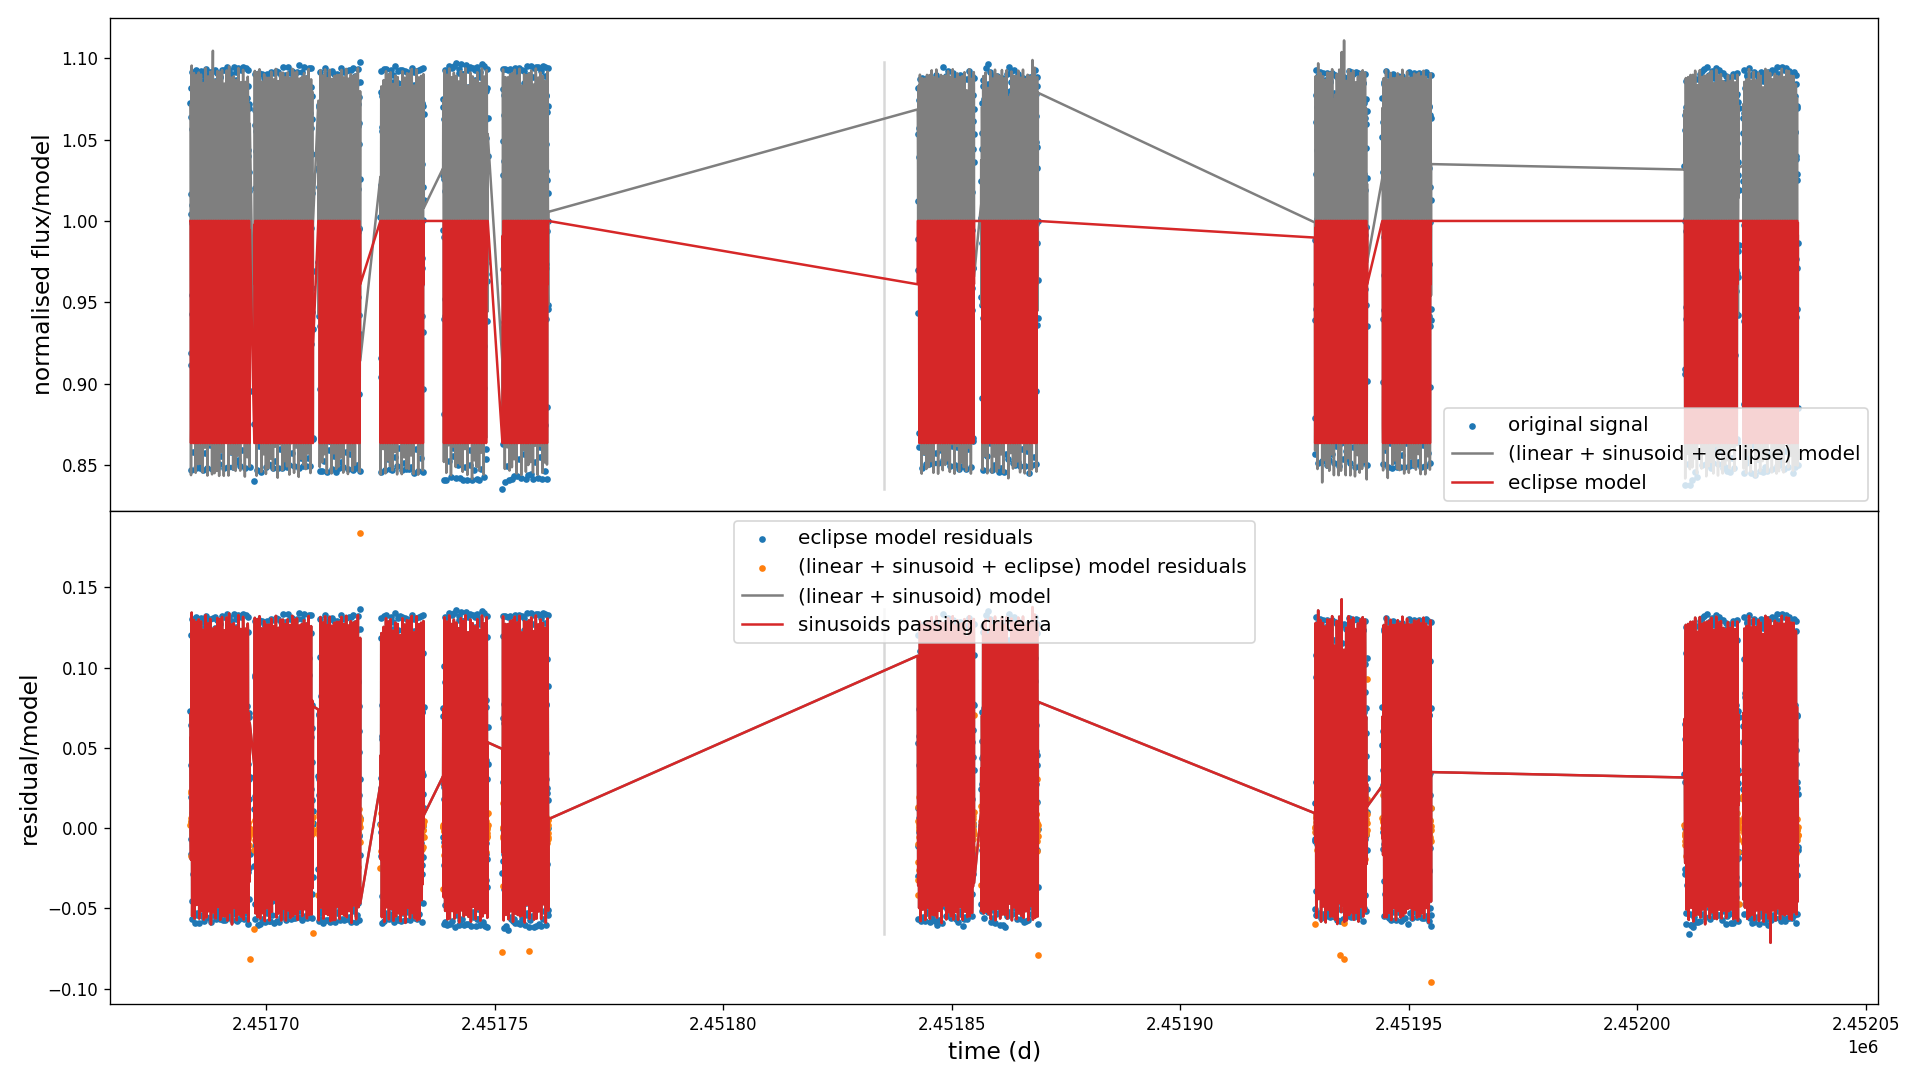 normalised flux/model
1.10
1.05
1.00
0.95
0.90
0.85
original signal
(linear + sinusoid + eclipse) model
eclipse model
residual/model
0.15
0.10
0.05
0.00
−0.05
−0.10
eclipse model residuals
(linear + sinusoid + eclipse) model residuals
(linear + sinusoid) model
sinusoids passing criteria
2.45170 2.45175 2.45180 2.45185 2.45190 2.45195 2.45200 2.45205
time (d)
1e6